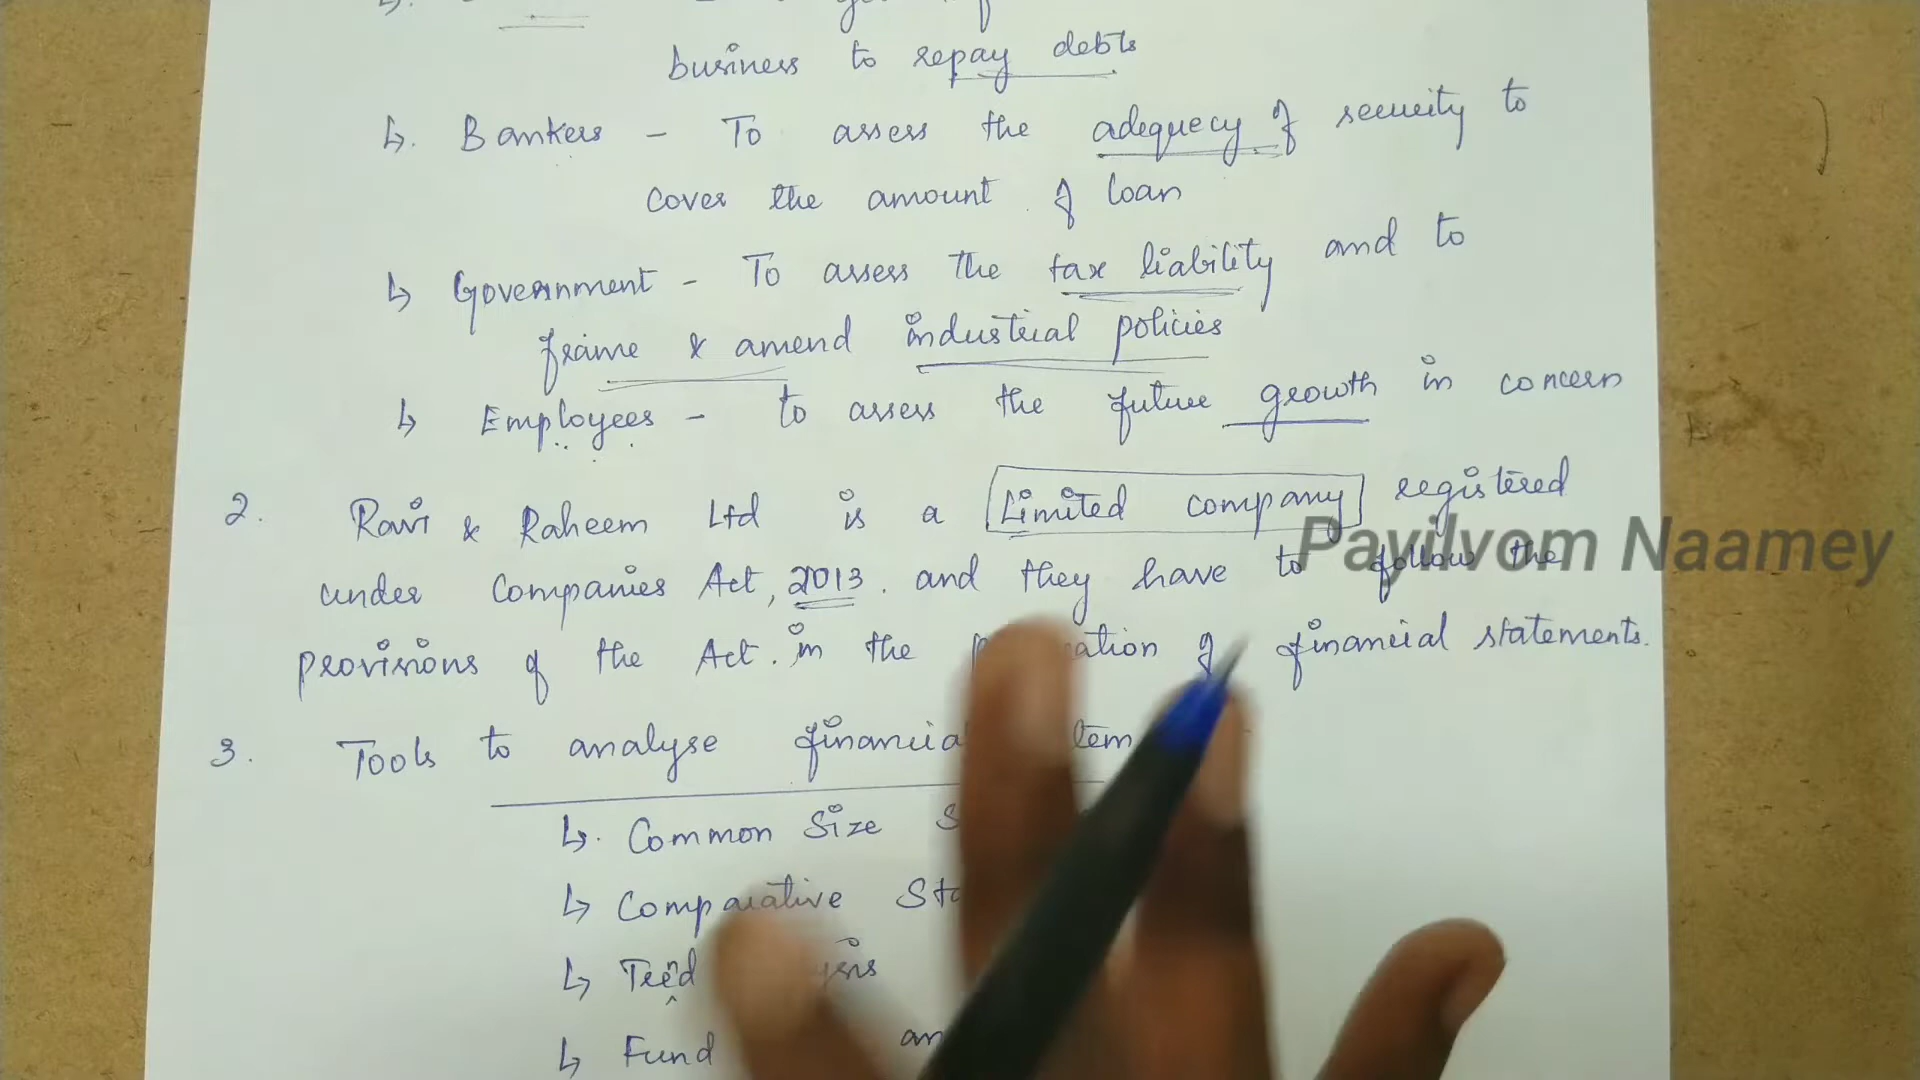 business to repay debts
↳. Bankers - To assess the adequecy of security to
cover the amount of loan
↳ Government - To assess the tax liability and to
frame & amend industrial policies
↳ Employees - to assess the future growth in concern
2. Ravi & Raheem Ltd is a Limited company registered
under Companies Act, 2013. and they have to follow the
Payilvom Naamey
provisions of the Act. in the of financial statements.
3. Tools to analyse
↳. Common Size
↳ Comparative
↳ Trend
↳ Fund